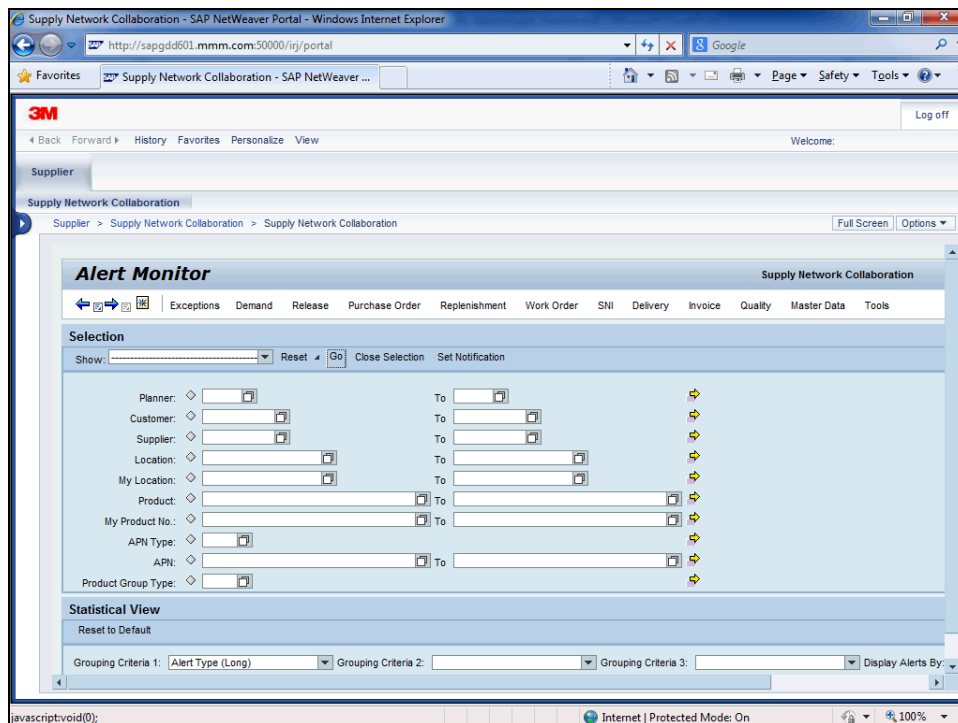 Supply Network Collaboration - SAP NetWeaver Portal - Windows Internet Explorer
http://sapgdd601.mmm.com:50000/irj/portal
Google
Favorites
Supply Network Collaboration - SAP NetWeaver ...
Page Safety Tools
3M
Log off
Back Forward History Favorites Personalize View
Welcome:
Supplier
Supply Network Collaboration
Supplier > Supply Network Collaboration > Supply Network Collaboration
Full Screen Options
Alert Monitor
Supply Network Collaboration
Exceptions Demand Release Purchase Order Replenishment Work Order SNI Delivery Invoice Quality Master Data Tools
Selection
Show: Reset Go Close Selection Set Notification
Planner: To
Customer: To
Supplier: To
Location: To
My Location: To
Product: To
My Product No.: To
APN Type:
APN: To
Product Group Type:
Statistical View
Reset to Default
Grouping Criteria 1: Alert Type (Long) Grouping Criteria 2: Grouping Criteria 3: Display Alerts By:
javascript:void(0);
Internet | Protected Mode: On
100%